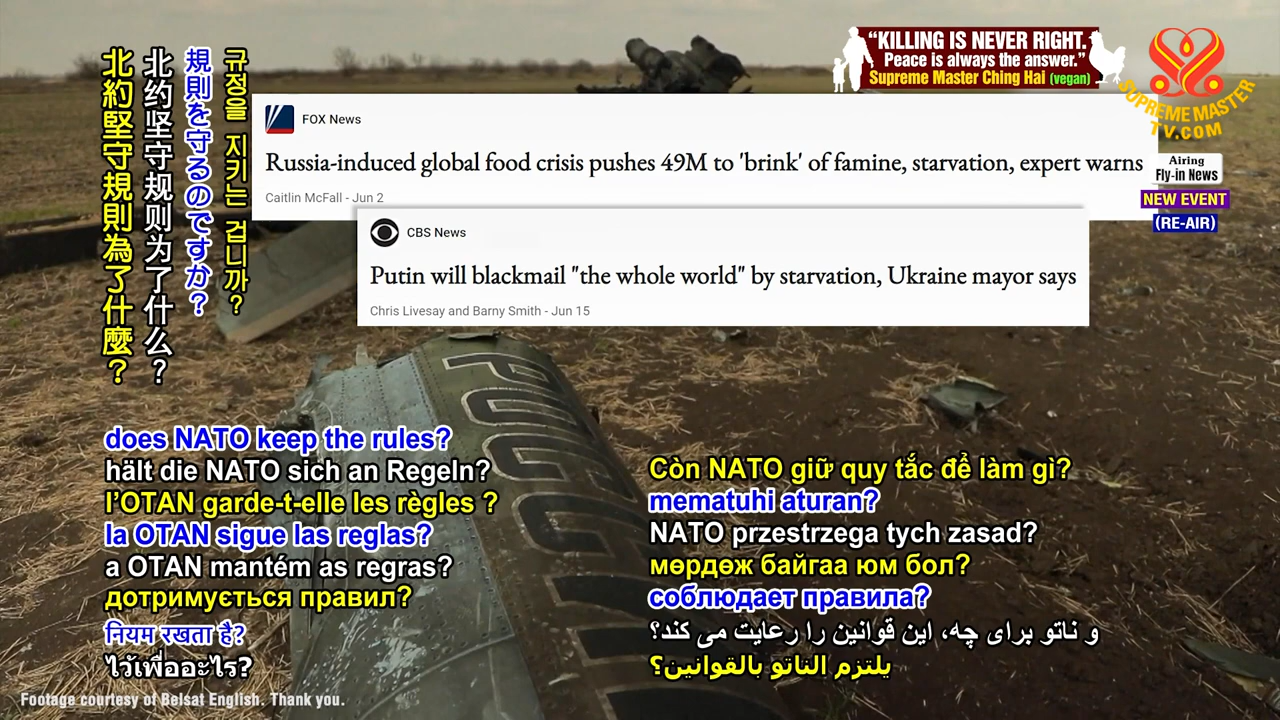 北約堅守規則為了什麼？
北约坚守规则为了什么？
規則を守るのですか？
규정을 지키는 겁니까？
“KILLING IS NEVER RIGHT.
Peace is always the answer.”
Supreme Master Ching Hai (vegan)
SUPREME MASTER
TV.COM
Airing
Fly-in News
NEW EVENT
(RE-AIR)
FOX News
Russia-induced global food crisis pushes 49M to 'brink' of famine, starvation, expert warns
Caitlin McFall - Jun 2
CBS News
Putin will blackmail "the whole world" by starvation, Ukraine mayor says
Chris Livesay and Barny Smith - Jun 15
does NATO keep the rules?
hält die NATO sich an Regeln?
l’OTAN garde-t-elle les règles ?
la OTAN sigue las reglas?
a OTAN mantém as regras?
дотримується правил?
नियम रखता है?
ไว้เพื่ออะไร?
Còn NATO giữ quy tắc để làm gì?
mematuhi aturan?
NATO przestrzega tych zasad?
мөрдөж байгаа юм бол?
соблюдает правила?
و ناتو برای چه، این قوانین را رعایت می کند؟
يلتزم الناتو بالقوانين؟
Footage courtesy of Belsat English. Thank you.